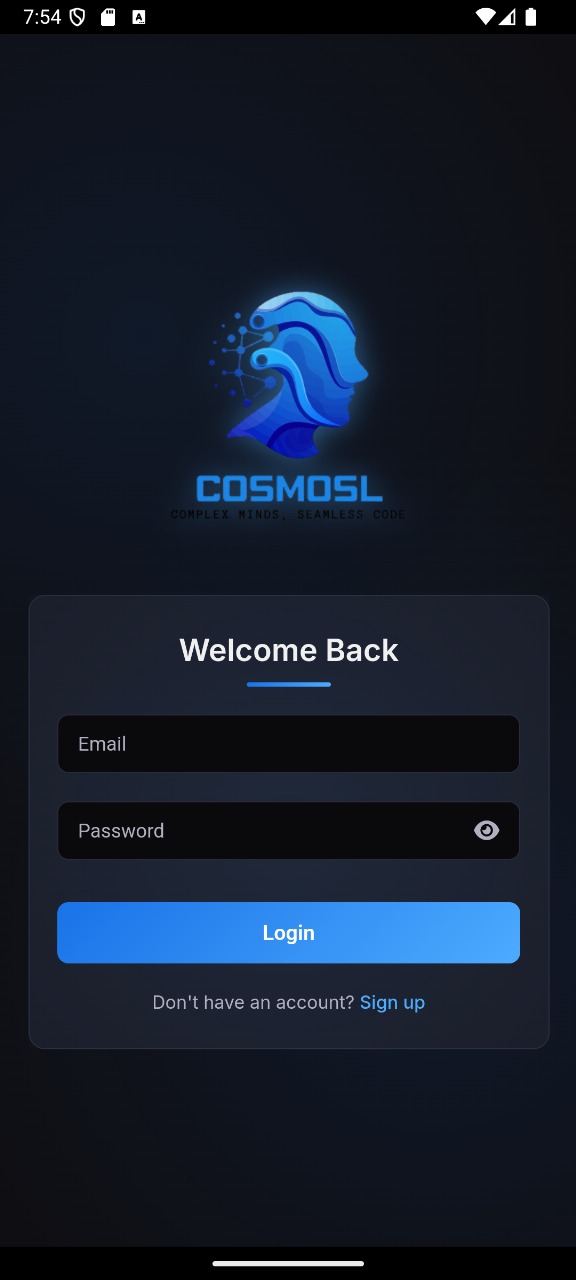 7:54
COSMOSL
COMPLEX MINDS, SEAMLESS CODE
Welcome Back
Email
Password
Login
Don't have an account? Sign up